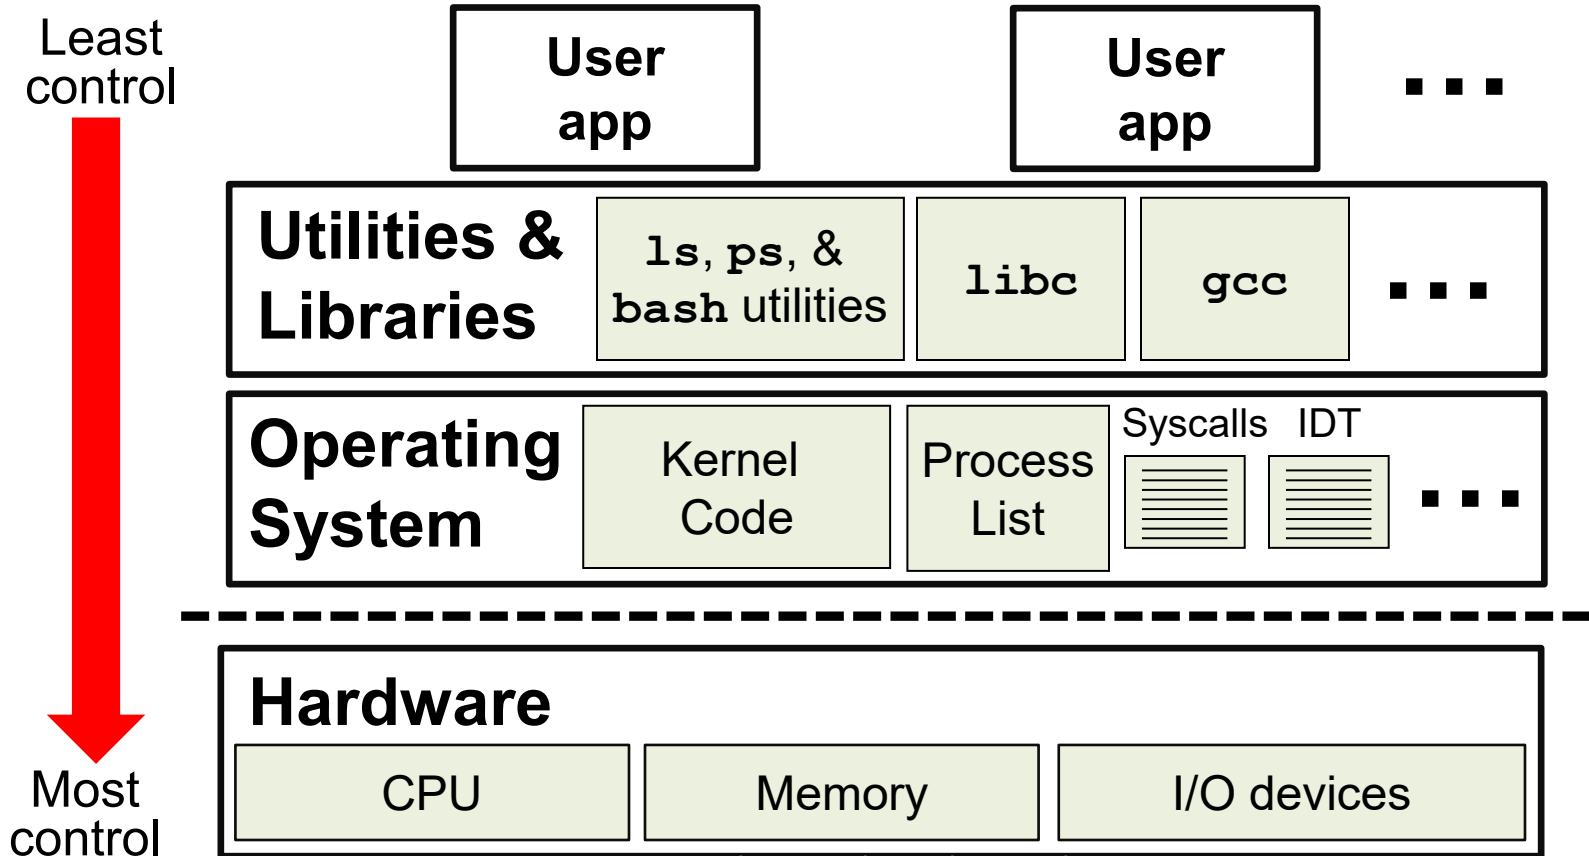 Least
control
User
app
User
app
...
Utilities &
Libraries
ls, ps, &
bash utilities
libc
gcc
...
Operating
System
Kernel
Code
Process
List
Syscalls
IDT
...
Hardware
CPU
Memory
I/O devices
Most
control